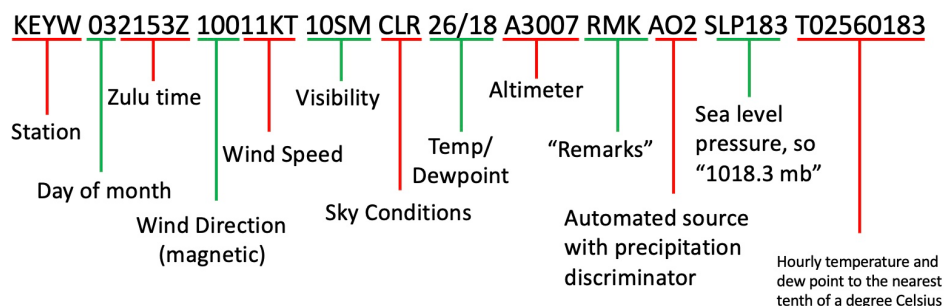 KEYW 032153Z 10011KT 10SM CLR 26/18 A3007 RMK AO2 SLP183 T02560183
Station
Day of month
Zulu time
Wind Direction
(magnetic)
Wind Speed
Visibility
Sky Conditions
Temp/
Dewpoint
Altimeter
“Remarks”
Automated source
with precipitation
discriminator
Sea level
pressure, so
“1018.3 mb”
Hourly temperature and
dew point to the nearest
tenth of a degree Celsius